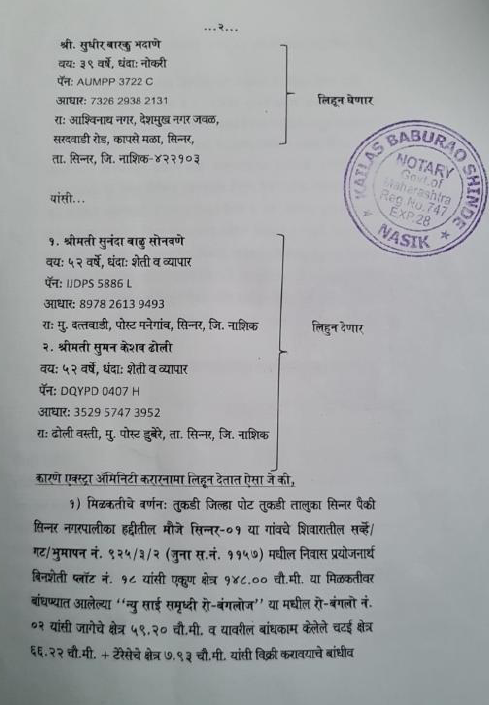 ...२...
श्री. सुधीर बारकु भदाणे
वय: ३९ वर्षे, धंदा: नोकरी
पॅन: AUMPP 3722 C
आधार: 7326 2938 2131
लिहून घेणार
रा: आश्विनाथ नगर, देशमुख नगर जवळ,
सरदवाडी रोड, कापसे मळा, सिन्नर,
ता. सिन्नर, जि. नाशिक-४२२१०३
KAILAS BABURAO SHINDE
NOTARY
Govt.of
Maharashtra
Reg.No.747
EXP 28
NASIK
यांसी...
१. श्रीमती सुनंदा बाळु सोनवणे
वय: ५२ वर्षे, धंदा: शेती व व्यापार
पॅन: IJDPS 5886 L
आधार: 8978 2613 9493
रा: मु. दत्तवाडी, पोस्ट मनेगांव, सिन्नर, जि. नाशिक
लिहुन देणार
२. श्रीमती सुमन केशव ढोली
वय: ५२ वर्षे, धंदा: शेती व व्यापार
पॅन: DQYPD 0407 H
आधार: 3529 5747 3952
रा: ढोली वस्ती, मु. पोस्ट डुबेरे, ता. सिन्नर, जि. नाशिक
कारणे एक्स्ट्रा ॲमिनिटी करारनामा लिहून देतात ऐसा जे की,
१) मिळकतीचे वर्णन: तुकडी जिल्हा पोट तुकडी तालुका सिन्नर पैकी
सिन्नर नगरपालीका हद्दीतील मौजे सिन्नर-०१ या गांवचे शिवारातील सर्व्हे/
गट/भुमापन नं. ९२५/३/२ (जुना स.नं. ११५७) मधील निवास प्रयोजनार्थ
बिनशेती प्लॉट नं. १८ यांसी एकुण क्षेत्र १४८.०० चौ.मी. या मिळकतीवर
बांधण्यात आलेल्या "न्यु साई समृध्दी रो-बंगलोज" या मधील रो-बंगलो नं.
०२ यांसी जागेचे क्षेत्र ५९.२० चौ.मी. व यावरील बांधकाम केलेले चटई क्षेत्र
६६.२२ चौ.मी. + टेरेसेचे क्षेत्र ७.९३ चौ.मी. यांसी विक्री करावयाचे बांधीव